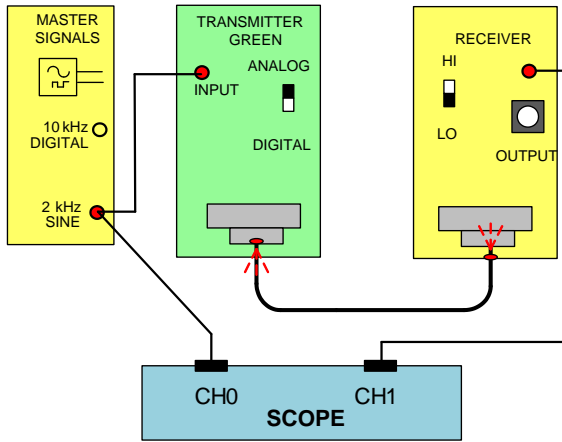 MASTER
SIGNALS
10 kHz
DIGITAL
2 kHz
SINE
TRANSMITTER
GREEN
ANALOG
INPUT
DIGITAL
RECEIVER
HI
LO
OUTPUT
CH0
CH1
SCOPE